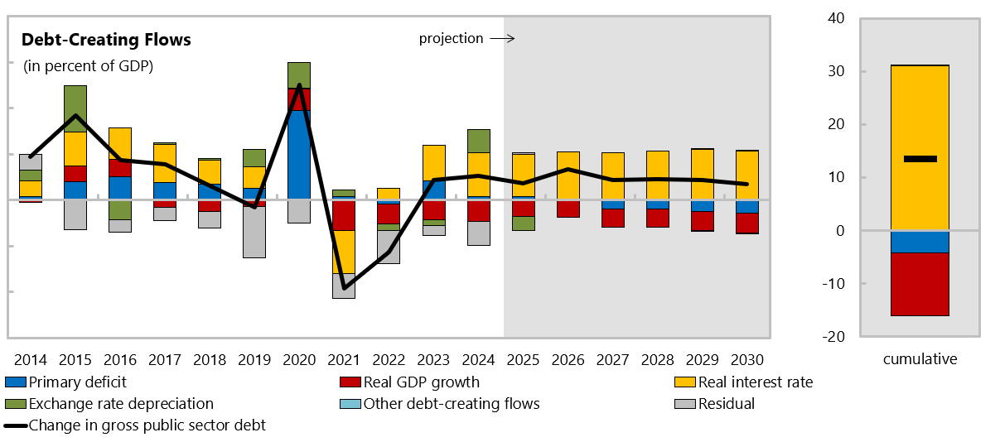 Debt-Creating Flows
(in percent of GDP)
projection
40
30
20
10
0
-10
-20
2014 2015 2016 2017 2018 2019 2020 2021 2022 2023 2024 2025 2026 2027 2028 2029 2030
cumulative
Primary deficit Real GDP growth Real interest rate
Exchange rate depreciation Other debt-creating flows Residual
Change in gross public sector debt